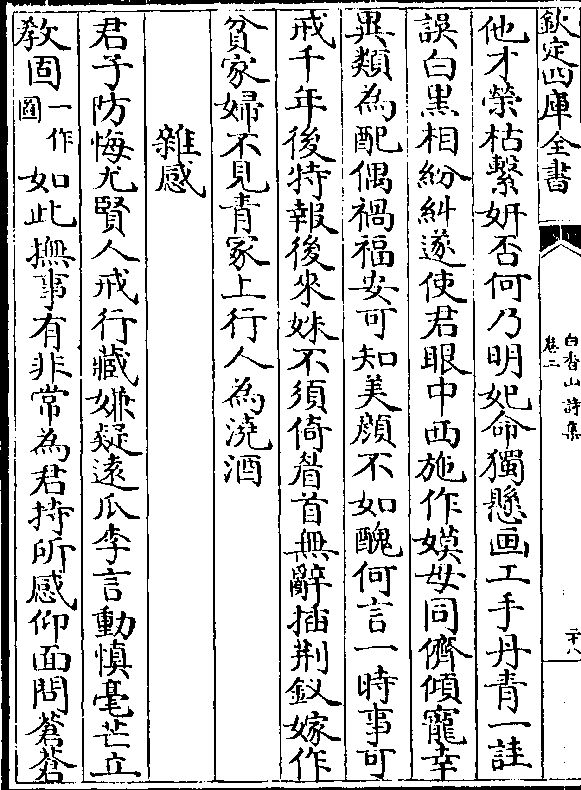 欽定四庫全書
白香山詩集
卷二
二十八
他才榮枯繫妍否何乃明妃命獨懸画工手丹青一詿
誤白黑相紛糾遂使君眼中西施作嫫母同儕傾寵幸
異類為配偶禍福安可知美顔不如醜何言一時事可
戒千年後特報後來姝不須倚眉首無辭插荆釵嫁作
貧家婦不見青冢上行人為澆酒
雜感
君子防悔尤賢人戒行藏嫌疑遠瓜李言動慎毫芒立
教固一作圖如此撫事有非常為君持所感仰面問蒼蒼